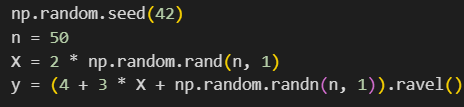 np.random.seed(42)
n = 50
X = 2 * np.random.rand(n, 1)
y = (4 + 3 * X + np.random.randn(n, 1)).ravel()